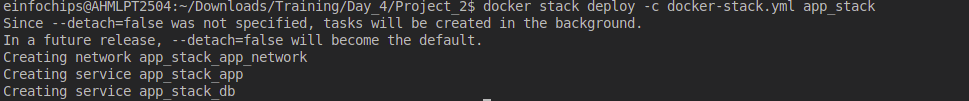 einfochips@AHMLPT2504:~/Downloads/Training/Day_4/Project_2$ docker stack deploy -c docker-stack.yml app_stack
Since --detach=false was not specified, tasks will be created in the background.
In a future release, --detach=false will become the default.
Creating network app_stack_app_network
Creating service app_stack_app
Creating service app_stack_db